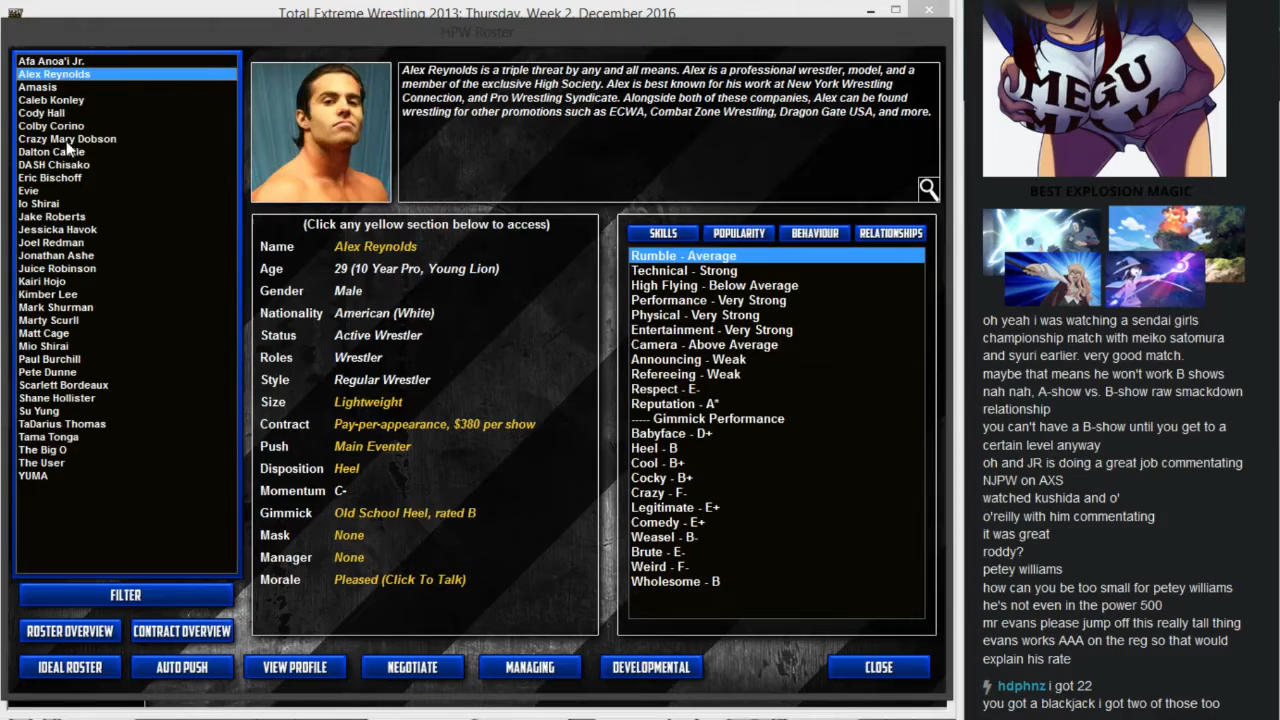 Total Extreme Wrestling 2013: Thursday, Week 2, December 2016
HPW Roster
Afa Anoa'i Jr.
Alex Reynolds
Amasis
Caleb Konley
Cody Hall
Colby Corino
Crazy Mary Dobson
Dalton Castle
DASH Chisako
Eric Bischoff
Evie
Io Shirai
Jake Roberts
Jessicka Havok
Joel Redman
Jonathan Ashe
Juice Robinson
Kairi Hojo
Kimber Lee
Mark Shurman
Marty Scurll
Matt Cage
Mio Shirai
Paul Burchill
Pete Dunne
Scarlett Bordeaux
Shane Hollister
Su Yung
TaDarius Thomas
Tama Tonga
The Big O
The User
YUMA
FILTER
ROSTER OVERVIEW
CONTRACT OVERVIEW
IDEAL ROSTER
AUTO PUSH
VIEW PROFILE
NEGOTIATE
MANAGING
DEVELOPMENTAL
CLOSE
Alex Reynolds is a triple threat by any and all means. Alex is a professional wrestler, model, and a
member of the exclusive High Society. Alex is best known for his work at New York Wrestling
Connection, and Pro Wrestling Syndicate. Alongside both of these companies, Alex can be found
wrestling for other promotions such as ECWA, Combat Zone Wrestling, Dragon Gate USA, and more.
(Click any yellow section below to access)
Name Alex Reynolds
Age 29 (10 Year Pro, Young Lion)
Gender Male
Nationality American (White)
Status Active Wrestler
Roles Wrestler
Style Regular Wrestler
Size Lightweight
Contract Pay-per-appearance, $380 per show
Push Main Eventer
Disposition Heel
Momentum C-
Gimmick Old School Heel, rated B
Mask None
Manager None
Morale Pleased (Click To Talk)
SKILLS
POPULARITY
BEHAVIOUR
RELATIONSHIPS
Rumble - Average
Technical - Strong
High Flying - Below Average
Performance - Very Strong
Physical - Very Strong
Entertainment - Very Strong
Camera - Above Average
Announcing - Weak
Refereeing - Weak
Respect - E-
Reputation - A*
----- Gimmick Performance
Babyface - D+
Heel - B
Cool - B+
Cocky - B+
Crazy - F-
Legitimate - E+
Comedy - E+
Weasel - B-
Brute - E-
Weird - F-
Wholesome - B
MEGU
BEST EXPLOSION MAGIC
oh yeah i was watching a sendai girls
championship match with meiko satomura
and syuri earlier. very good match.
maybe that means he won't work B shows
nah nah, A-show vs. B-show raw smackdown
relationship
you can't have a B-show until you get to a
certain level anyway
oh and JR is doing a great job commentating
NJPW on AXS
watched kushida and o'
o'reilly with him commentating
it was great
roddy?
petey williams
how can you be too small for petey williams
he's not even in the power 500
mr evans please jump off this really tall thing
evans works AAA on the reg so that would
explain his rate
hdphnz i got 22
you got a blackjack i got two of those too